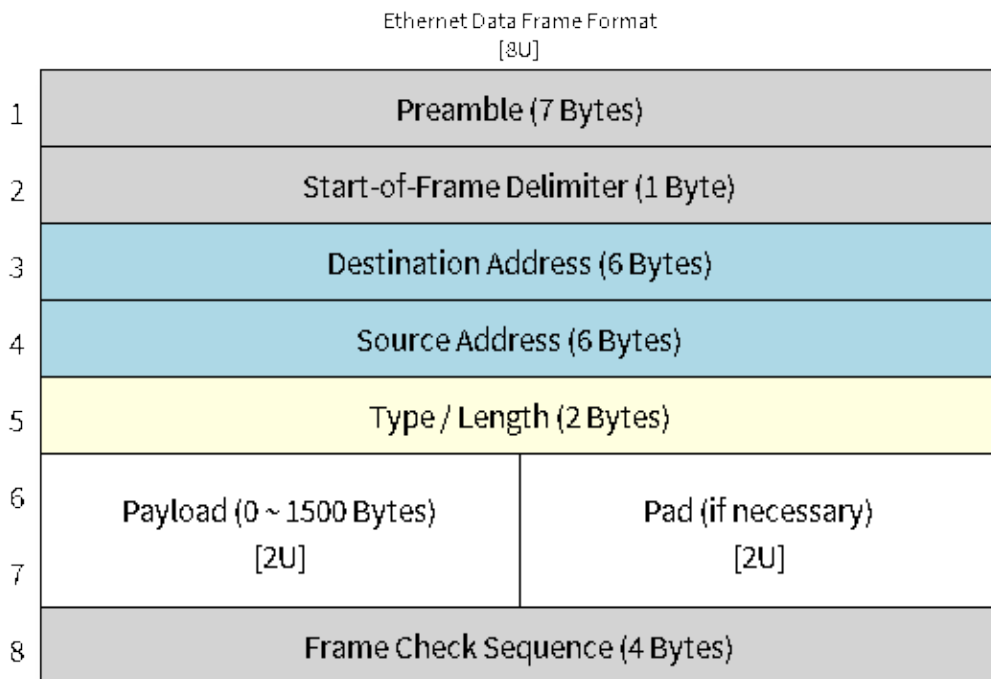 Ethernet Data Frame Format
[8U]
1
Preamble (7 Bytes)
2
Start-of-Frame Delimiter (1 Byte)
3
Destination Address (6 Bytes)
4
Source Address (6 Bytes)
5
Type / Length (2 Bytes)
6
Payload (0 ~ 1500 Bytes)
[2U]
Pad (if necessary)
[2U]
7
8
Frame Check Sequence (4 Bytes)